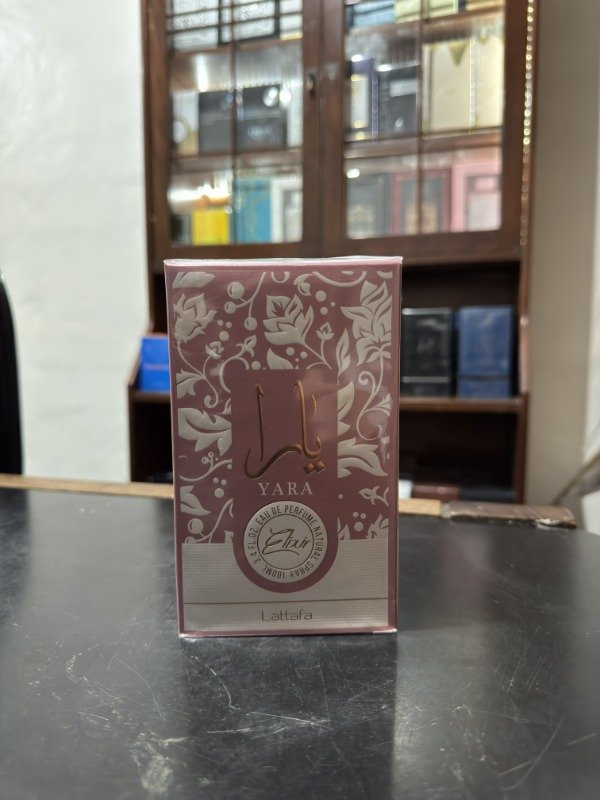 يارا
YARA
3.4 FL.OZ. EAU DE PERFUME NATURAL SPRAY 100ML
Elixir
Lattafa